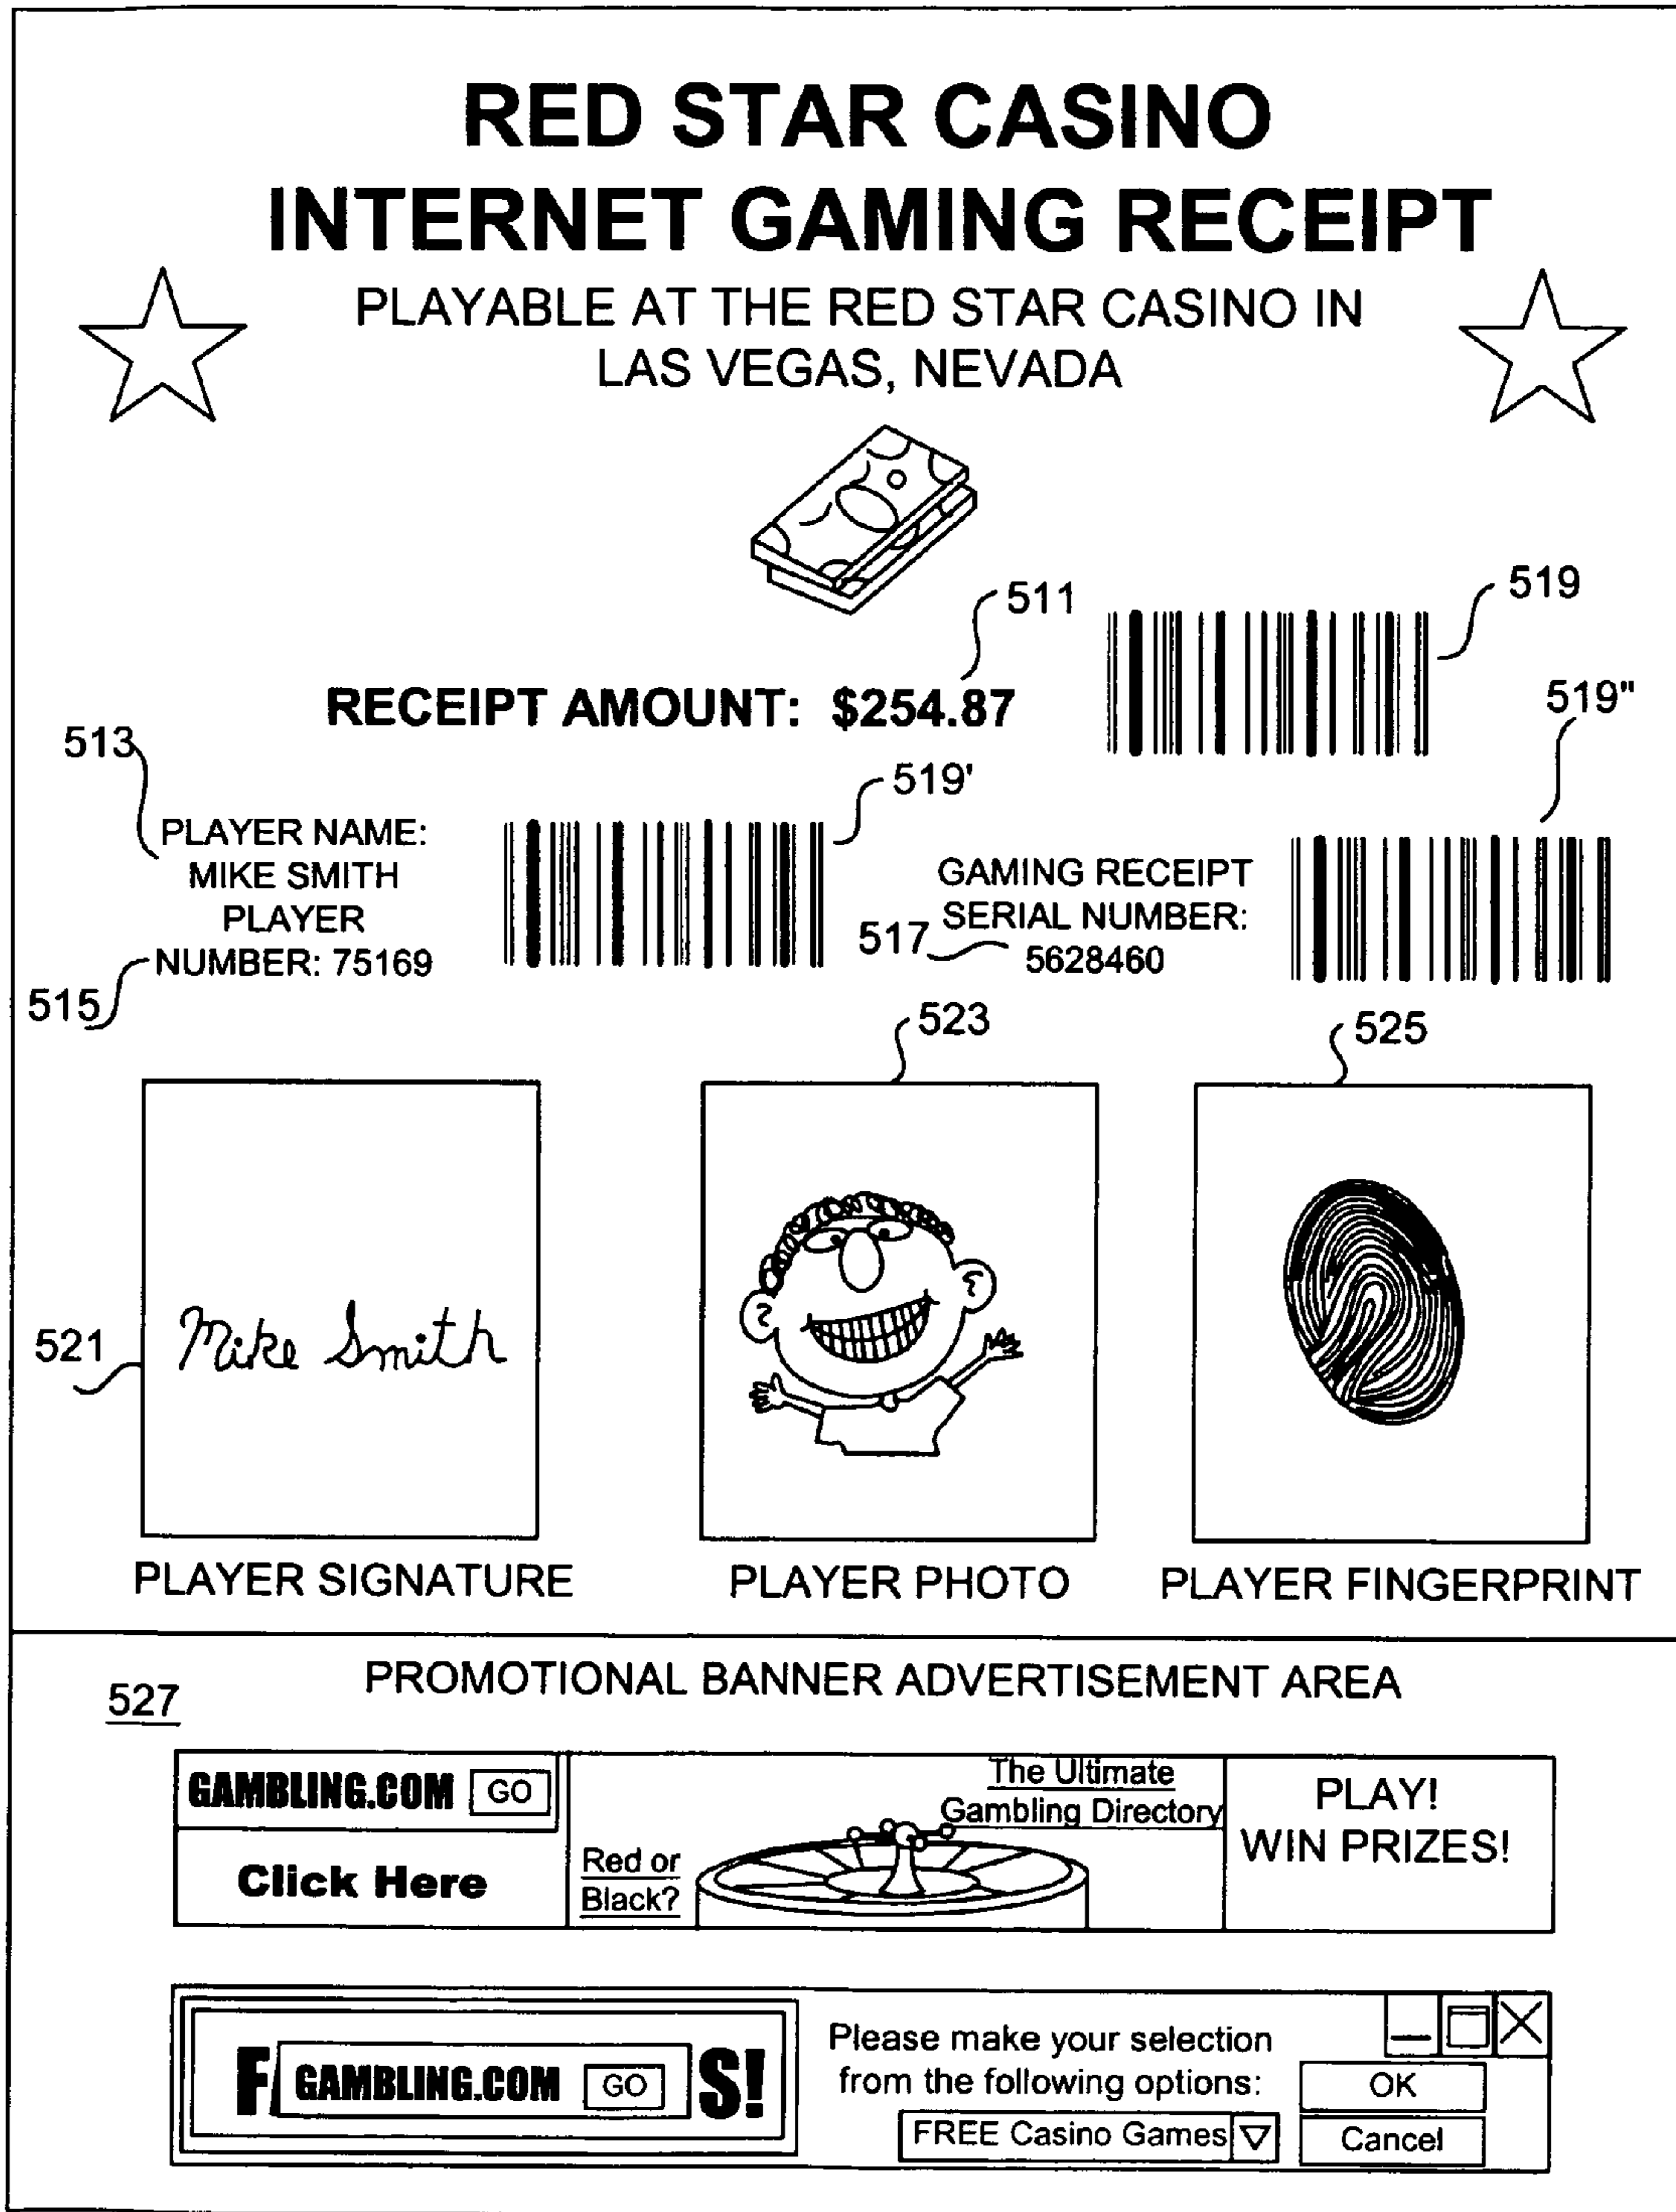 RED STAR CASINO
INTERNET GAMING RECEIPT
PLAYABLE AT THE RED STAR CASINO IN
LAS VEGAS, NEVADA
511
519
RECEIPT AMOUNT: $254.87
519"
513
519'
PLAYER NAME:
MIKE SMITH
PLAYER
NUMBER: 75169
515
GAMING RECEIPT
SERIAL NUMBER:
517
5628460
523
525
521
Mike Smith
PLAYER SIGNATURE
PLAYER PHOTO
PLAYER FINGERPRINT
527
PROMOTIONAL BANNER ADVERTISEMENT AREA
GAMBLING.COM GO
Click Here
Red or
Black?
The Ultimate
Gambling Directory
PLAY!
WIN PRIZES!
F GAMBLING.COM GO S!
Please make your selection
from the following options:
FREE Casino Games
OK
Cancel